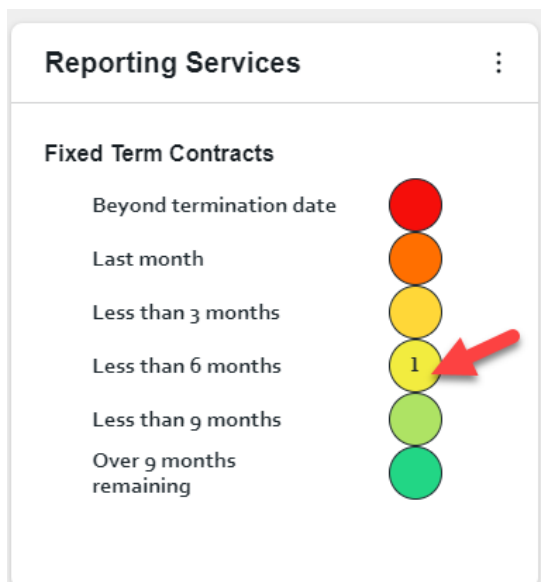 Reporting Services
Fixed Term Contracts
Beyond termination date
Last month
Less than 3 months
Less than 6 months 1
Less than 9 months
Over 9 months
remaining